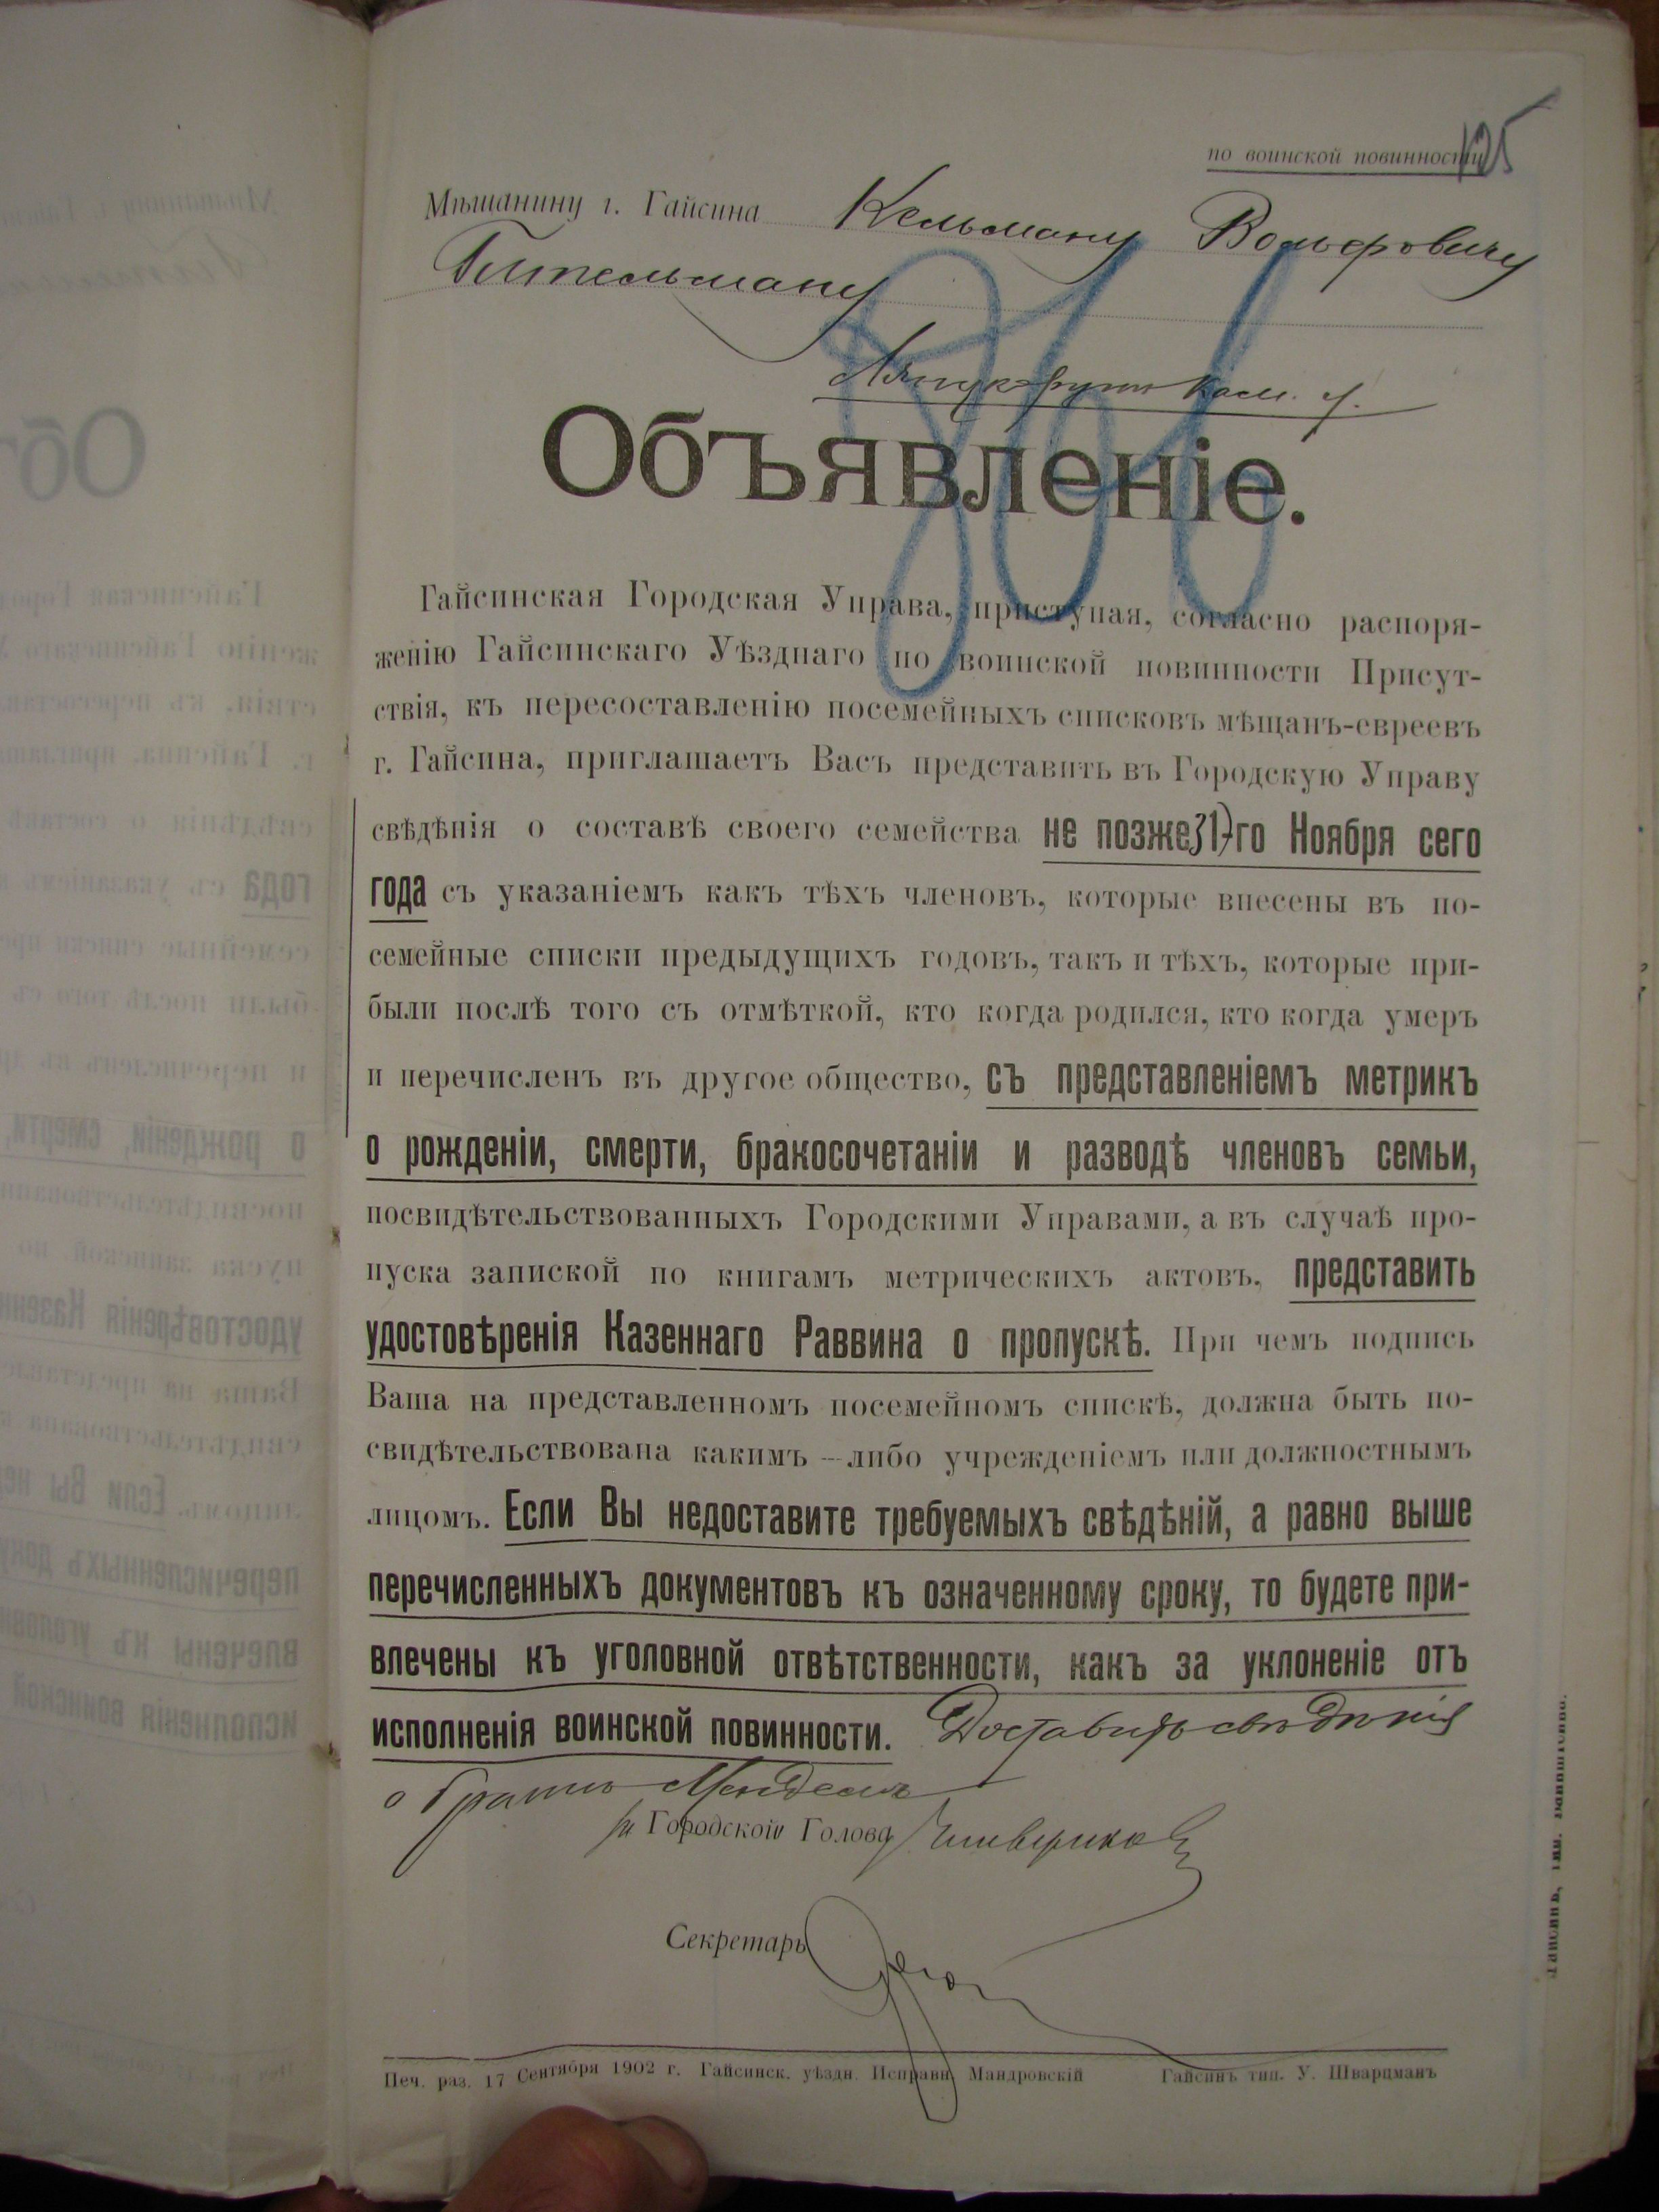 по воинской повинности 125
Мѣщанину г. Гайсина Кельману Вольфовичу
Гительману
Объявленіе.
Гайсинская Городская Управа, приступая, согласно распоря-
женію Гайсинскаго Уѣзднаго по воинской повинности Присут-
ствія, къ пересоставленію посемейныхъ списковъ мѣщанъ-евреевъ
г. Гайсина, приглашаетъ Васъ представить въ Городскую Управу
свѣдѣнія о составѣ своего семейства не позже 1-го Ноября сего
года съ указаніемъ какъ тѣхъ членовъ, которые внесены въ по-
семейные списки предыдущихъ годовъ, такъ и тѣхъ, которые при-
были послѣ того съ отмѣткой, кто когда родился, кто когда умеръ
и перечисленъ въ другое общество, съ представленіемъ метрикъ
о рожденіи, смерти, бракосочетаніи и разводѣ членовъ семьи,
посвидѣтельствованныхъ Городскими Управами, а въ случаѣ про-
пуска запиской по книгамъ метрическихъ актовъ, представить
удостовѣренія Казеннаго Раввина о пропускѣ. При чемъ подпись
Ваша на представленномъ посемейномъ спискѣ, должна быть по-
свидѣтельствована какимъ—либо учрежденіемъ или должностнымъ
лицомъ. Если Вы недоставите требуемыхъ свѣдѣній, а равно выше
перечисленныхъ документовъ къ означенному сроку, то будете при-
влечены къ уголовной отвѣтственности, какъ за уклоненіе отъ
исполненія воинской повинности. Доставить свѣдѣнія
о братѣ Менделѣ
Городской Голова
Секретарь
Печ. раз. 17 Сентября 1902 г. Гайсинск. уѣздн. Исправн. Мандровскій Гайсинъ тип. У. Шварцманъ